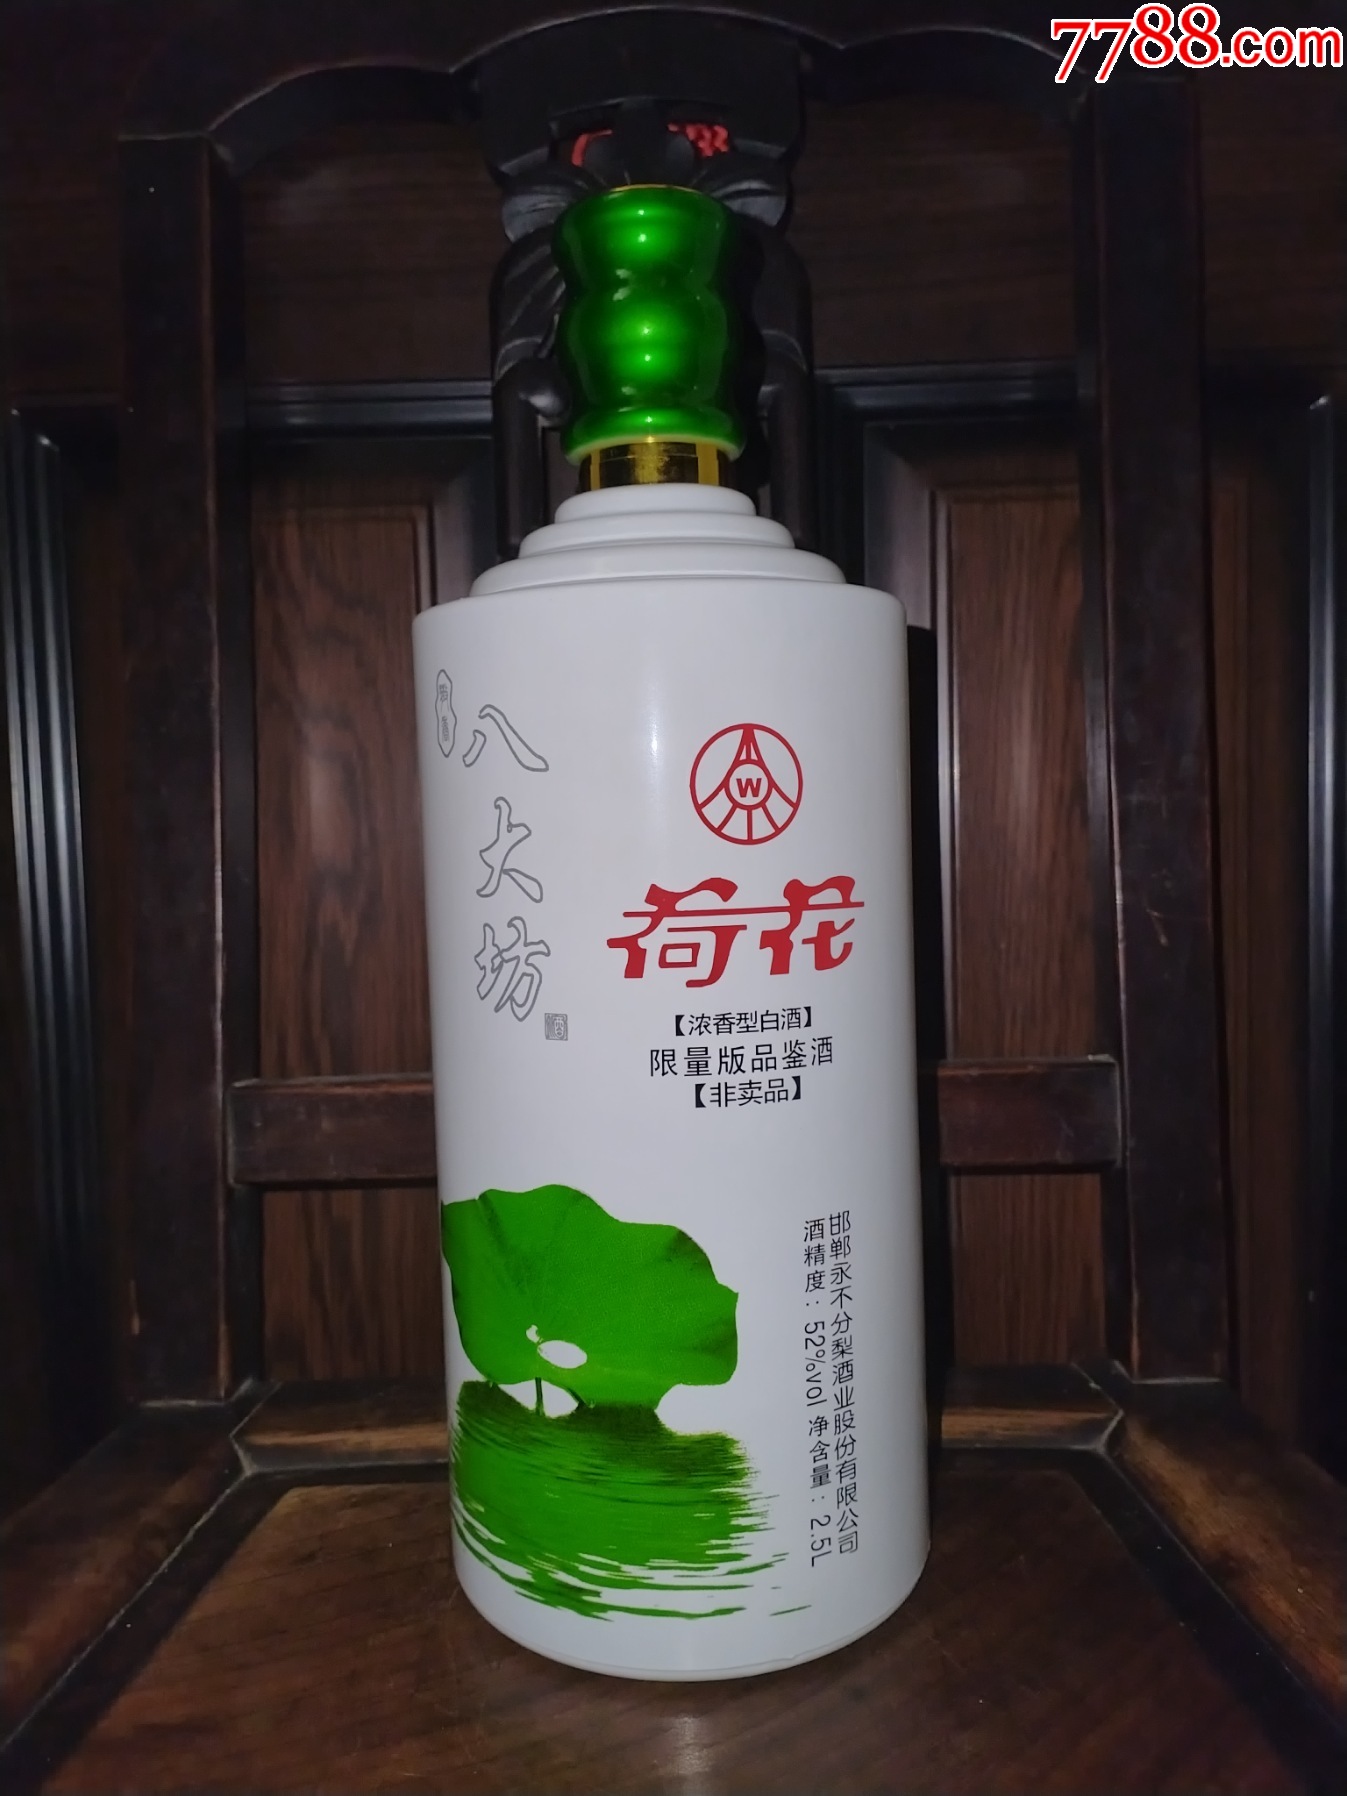 7788.com
八大坊
W
荷花
【浓香型白酒】
限量版品鉴酒
【非卖品】
邯郸永不分梨酒业股份有限公司
酒精度：52%vol 净含量：2.5L